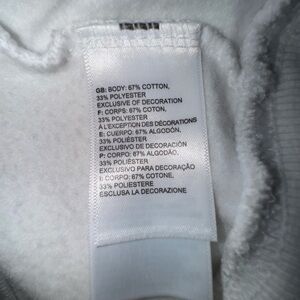 GB: BODY: 67% COTTON,
33% POLYESTER
EXCLUSIVE OF DECORATION
F: CORPS: 67% COTON,
33% POLYESTER
A L'EXCEPTION DES DÉCORATIONS
E: CUERPO: 67% ALGODÓN,
33% POLIÉSTER
EXCLUSIVO DE DECORACIÓN
P: CORPO: 67% ALGODÃO,
33% POLIÉSTER
EXCLUSIVO PARA DECORAÇÃO
I: CORPO: 67% COTONE,
33% POLIESTERE
ESCLUSA LA DECORAZIONE